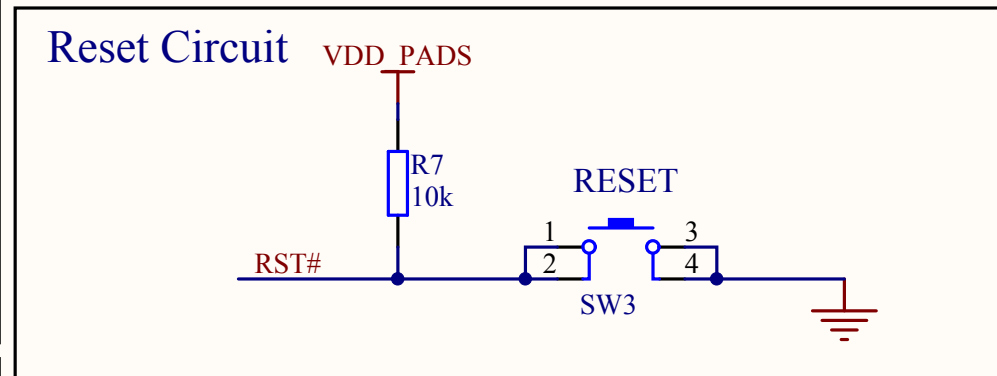 Reset Circuit
VDD_PADS
R7
10k
RESET
1
3
RST#
2
4
SW3